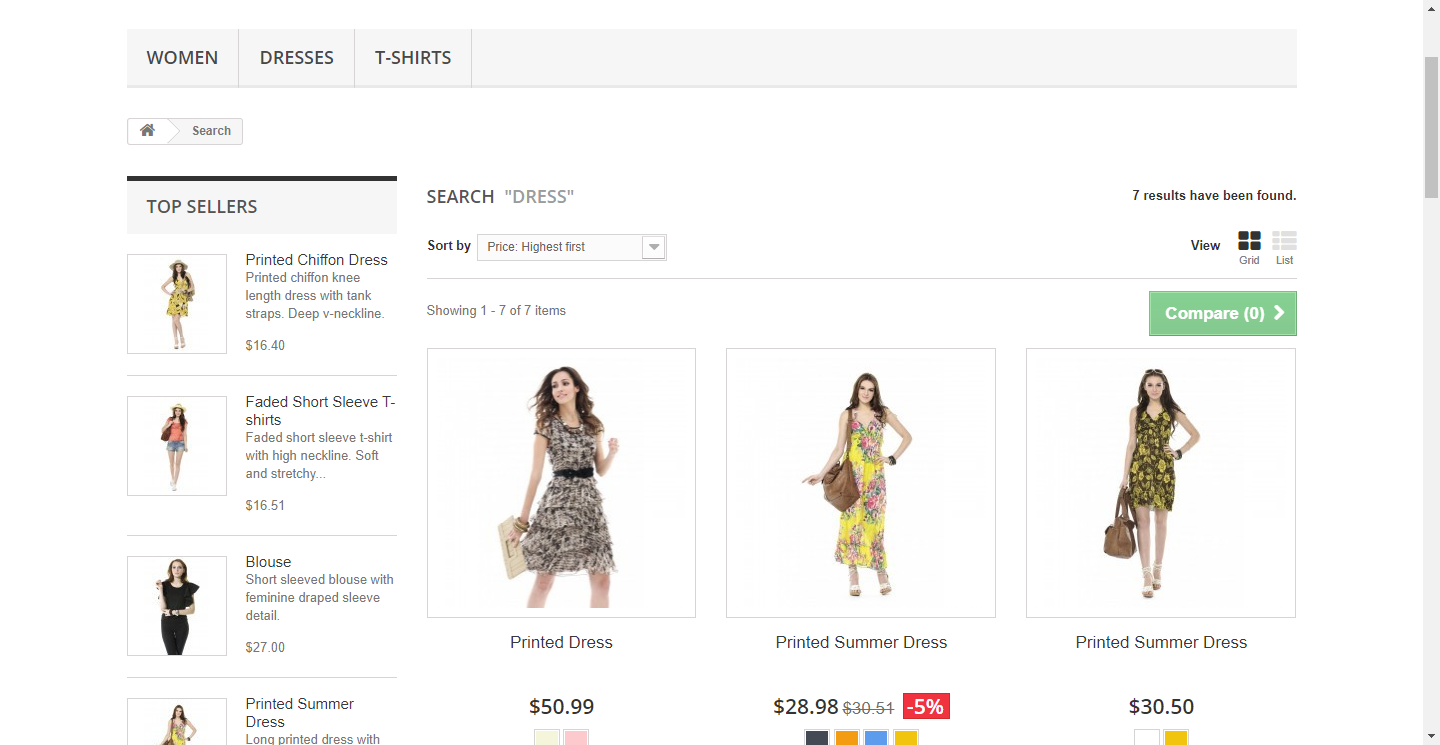 WOMEN
DRESSES
T-SHIRTS
Search
TOP SELLERS
Printed Chiffon Dress
Printed chiffon knee
length dress with tank
straps. Deep v-neckline.
$16.40
Faded Short Sleeve T-
shirts
Faded short sleeve t-shirt
with high neckline. Soft
and stretchy...
$16.51
Blouse
Short sleeved blouse with
feminine draped sleeve
detail.
$27.00
Printed Summer
Dress
Long printed dress with
SEARCH "DRESS"
7 results have been found.
Sort by Price: Highest first
View
Grid
List
Showing 1 - 7 of 7 items
Compare (0)
Printed Dress
$50.99
Printed Summer Dress
$28.98 $30.51 -5%
Printed Summer Dress
$30.50